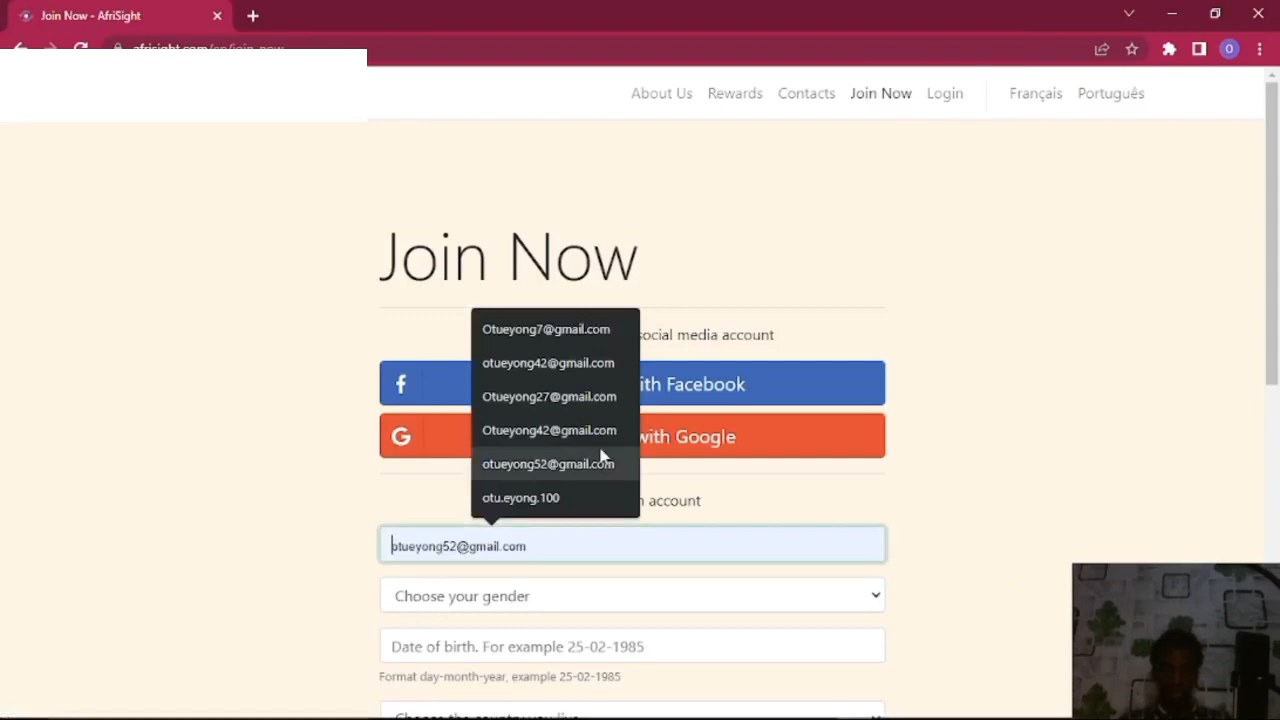 Join Now - AfriSight
About Us Rewards Contacts Join Now Login Français Português
Join Now
Otueyong7@gmail.com
social media account
otueyong42@gmail.com
ith Facebook
Otueyong27@gmail.com
Otueyong42@gmail.com
with Google
otueyong52@gmail.com
otu.eyong.100
account
otueyong52@gmail.com
Choose your gender
Date of birth. For example 25-02-1985
Format day-month-year, example 25-02-1985